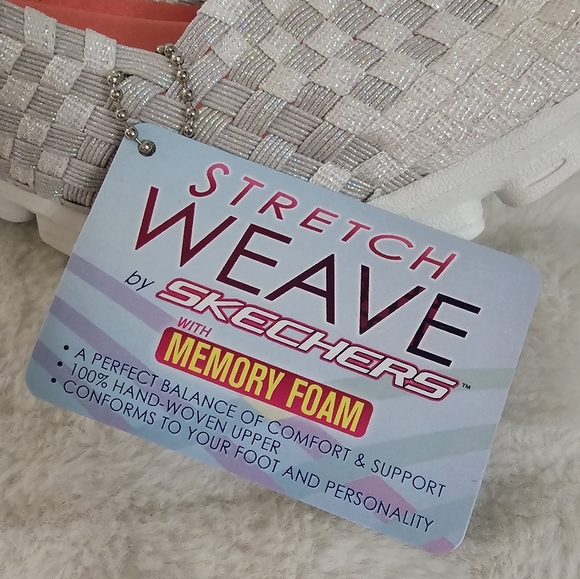 STRETCH
WEAVE
by SKECHERS™
WITH
MEMORY FOAM
• A PERFECT BALANCE OF COMFORT & SUPPORT
• 100% HAND-WOVEN UPPER
• CONFORMS TO YOUR FOOT AND PERSONALITY